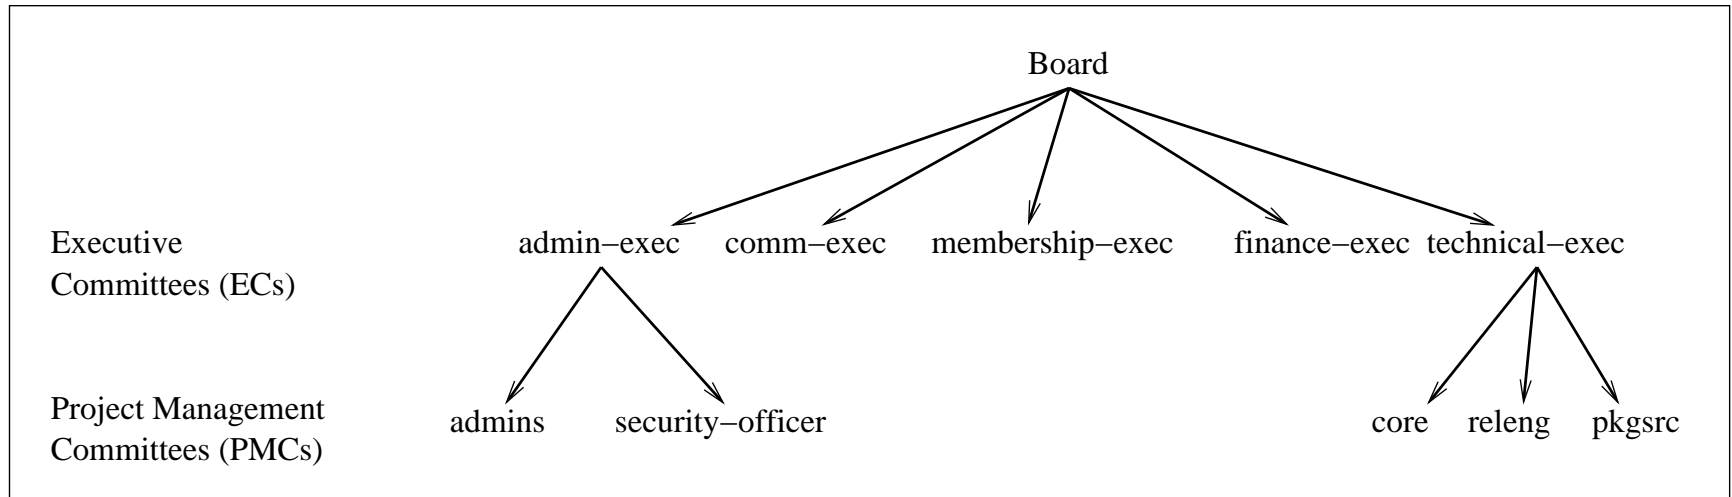 Board
Executive
Committees (ECs)
admin−exec
comm−exec
membership−exec
finance−exec
technical−exec
Project Management
Committees (PMCs)
admins
security−officer
core
releng
pkgsrc